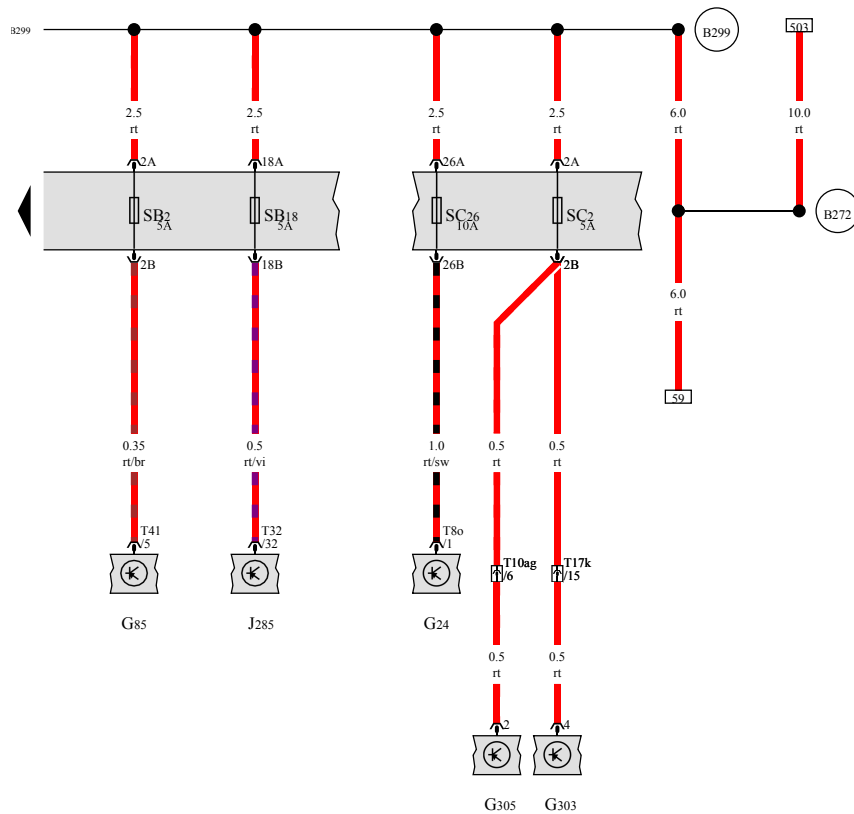 B299
B299
503
2.5
rt
2.5
rt
2.5
rt
2.5
rt
6.0
rt
10.0
rt
2A
18A
26A
2A
SB2
5A
SB18
5A
SC26
10A
SC2
5A
B272
2B
18B
26B
2B
6.0
rt
59
0.35
rt/br
0.5
rt/vi
1.0
rt/sw
0.5
rt
0.5
rt
T41
/5
T32
/32
T8o
/1
T10ag
/6
T17k
/15
G85
J285
G24
0.5
rt
0.5
rt
2
4
G305
G303